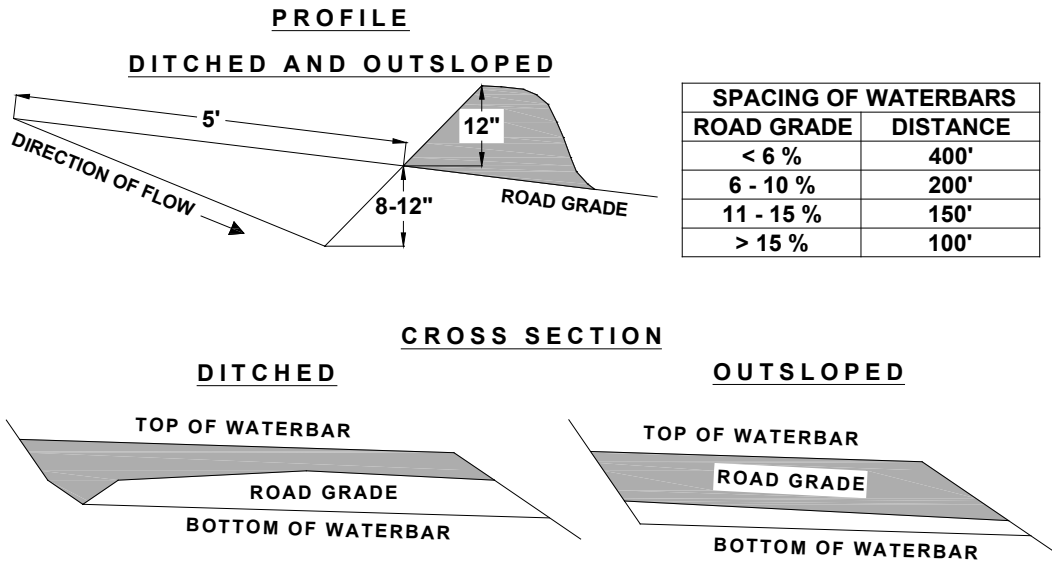 PROFILE
DITCHED AND OUTSLOPED
5'
12"
DIRECTION OF FLOW
8-12"
ROAD GRADE
SPACING OF WATERBARS
ROAD GRADE DISTANCE
< 6 % 400'
6 - 10 % 200'
11 - 15 % 150'
> 15 % 100'
CROSS SECTION
DITCHED
TOP OF WATERBAR
ROAD GRADE
BOTTOM OF WATERBAR
OUTSLOPED
TOP OF WATERBAR
ROAD GRADE
BOTTOM OF WATERBAR